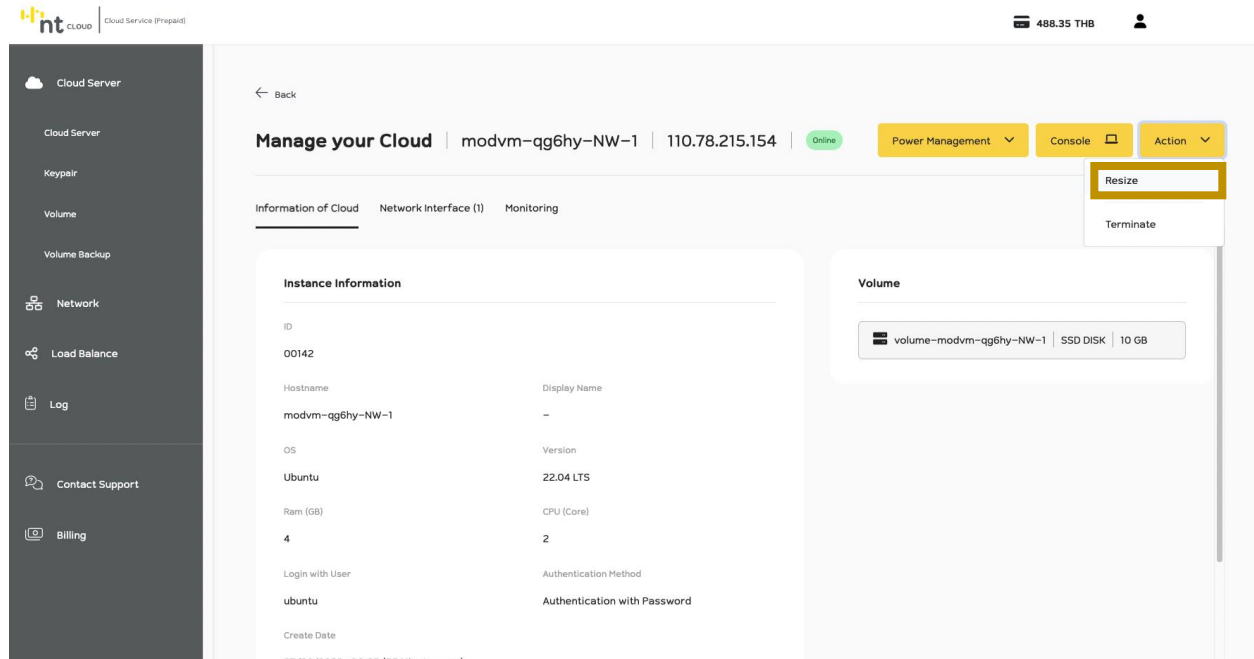 nt CLOUD Cloud Service (Prepaid)
488.35 THB
Cloud Server
Cloud Server
Keypair
Volume
Volume Backup
Network
Load Balance
Log
Contact Support
Billing
← Back
Manage your Cloud | modvm-qg6hy-NW-1 | 110.78.215.154 | Online
Power Management
Console
Action
Resize
Terminate
Information of Cloud Network Interface (1) Monitoring
Instance Information
ID
00142
Hostname Display Name
modvm-qg6hy-NW-1 –
OS Version
Ubuntu 22.04 LTS
Ram (GB) CPU (Core)
4 2
Login with User Authentication Method
ubuntu Authentication with Password
Create Date
Volume
volume-modvm-qg6hy-NW-1 | SSD DISK | 10 GB